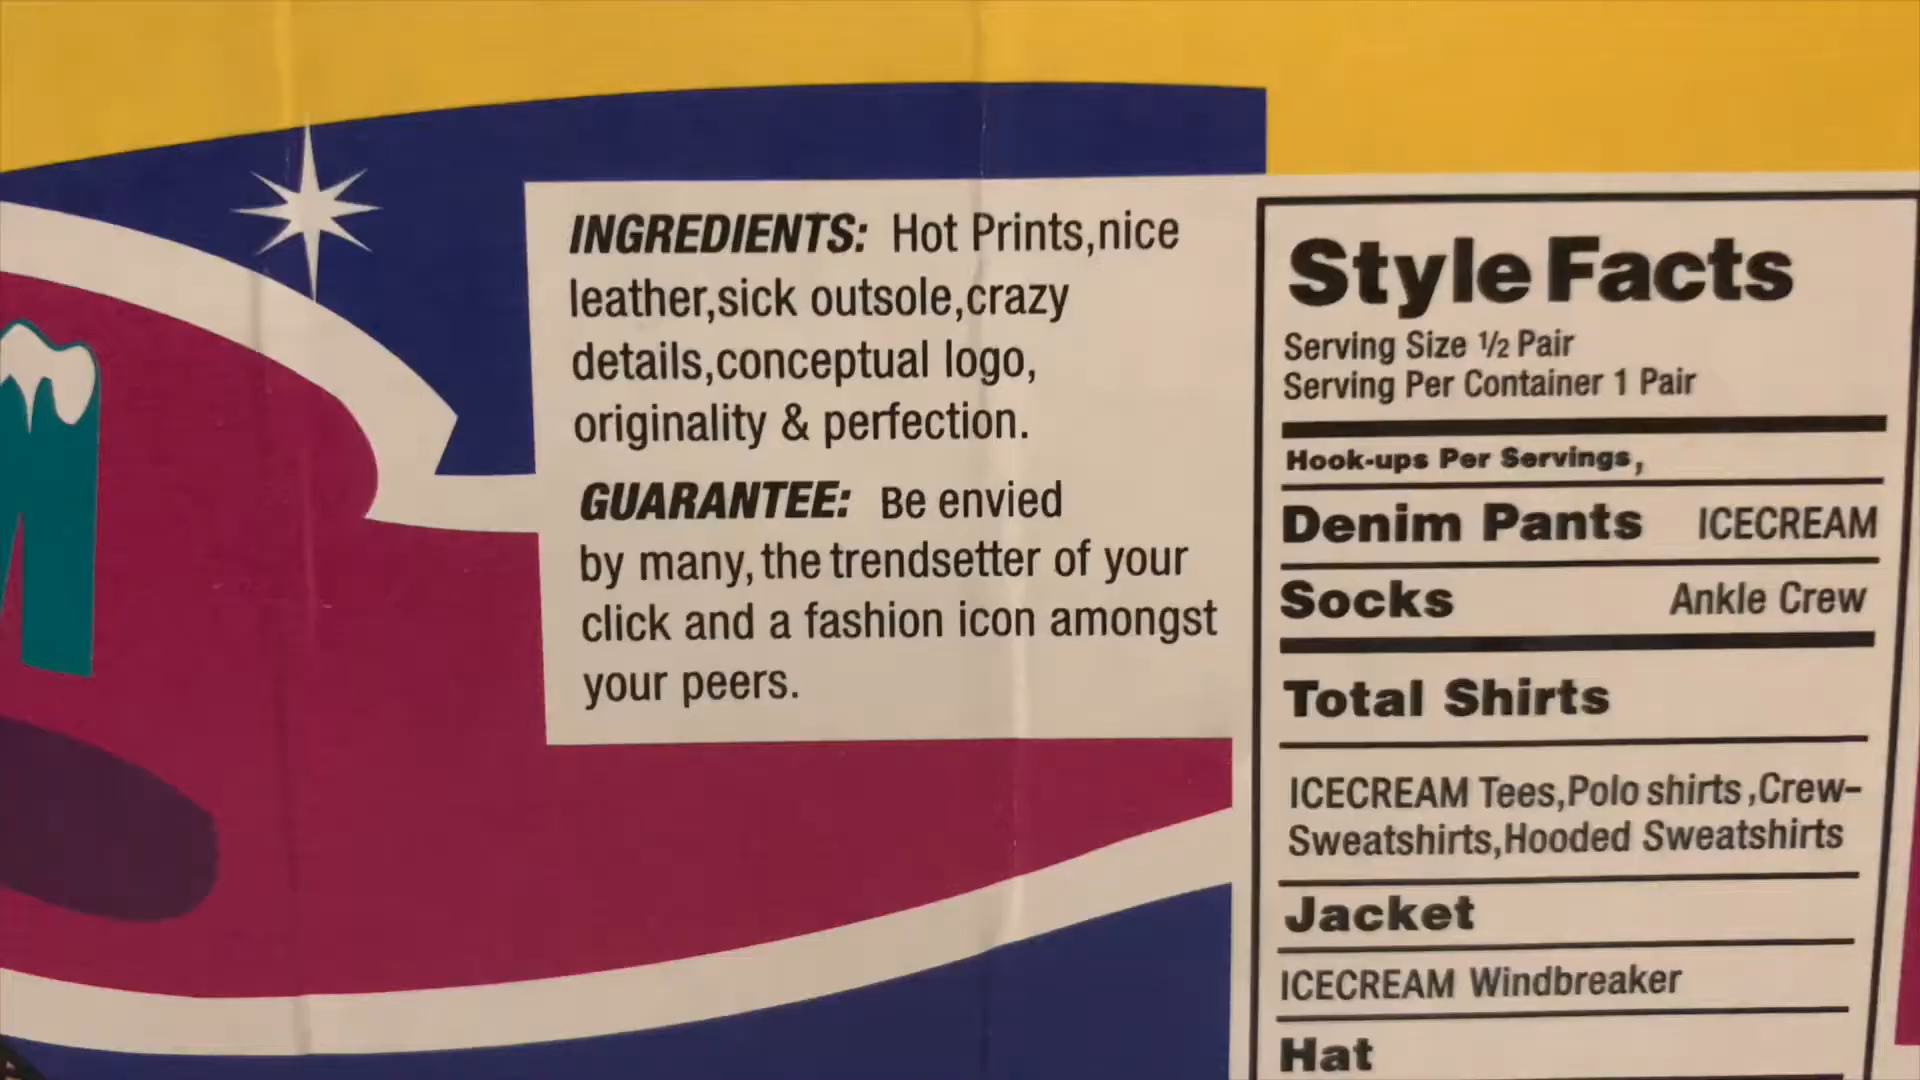 INGREDIENTS: Hot Prints,nice
leather,sick outsole,crazy
details,conceptual logo,
originality & perfection.
GUARANTEE: Be envied
by many, the trendsetter of your
click and a fashion icon amongst
your peers.
Style Facts
Serving Size 1/2 Pair
Serving Per Container 1 Pair
Hook-ups Per Servings,
Denim Pants ICECREAM
Socks Ankle Crew
Total Shirts
ICECREAM Tees,Polo shirts,Crew-
Sweatshirts,Hooded Sweatshirts
Jacket
ICECREAM Windbreaker
Hat